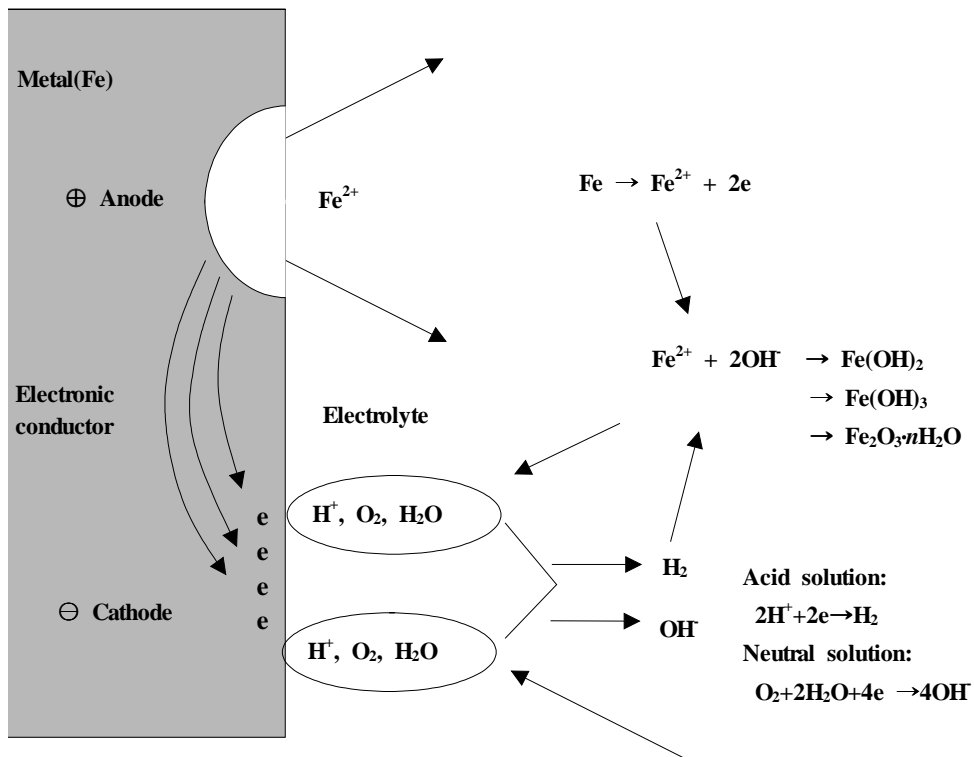 Metal(Fe)
⊕ Anode
Fe²⁺
Fe → Fe²⁺ + 2e
Fe²⁺ + 2OH⁻ → Fe(OH)₂
→ Fe(OH)₃
→ Fe₂O₃·nH₂O
Electronic
conductor
Electrolyte
e
e
e
e
H⁺, O₂, H₂O
H₂
OH⁻
⊖ Cathode
H⁺, O₂, H₂O
Acid solution:
2H⁺+2e→H₂
Neutral solution:
O₂+2H₂O+4e →4OH⁻